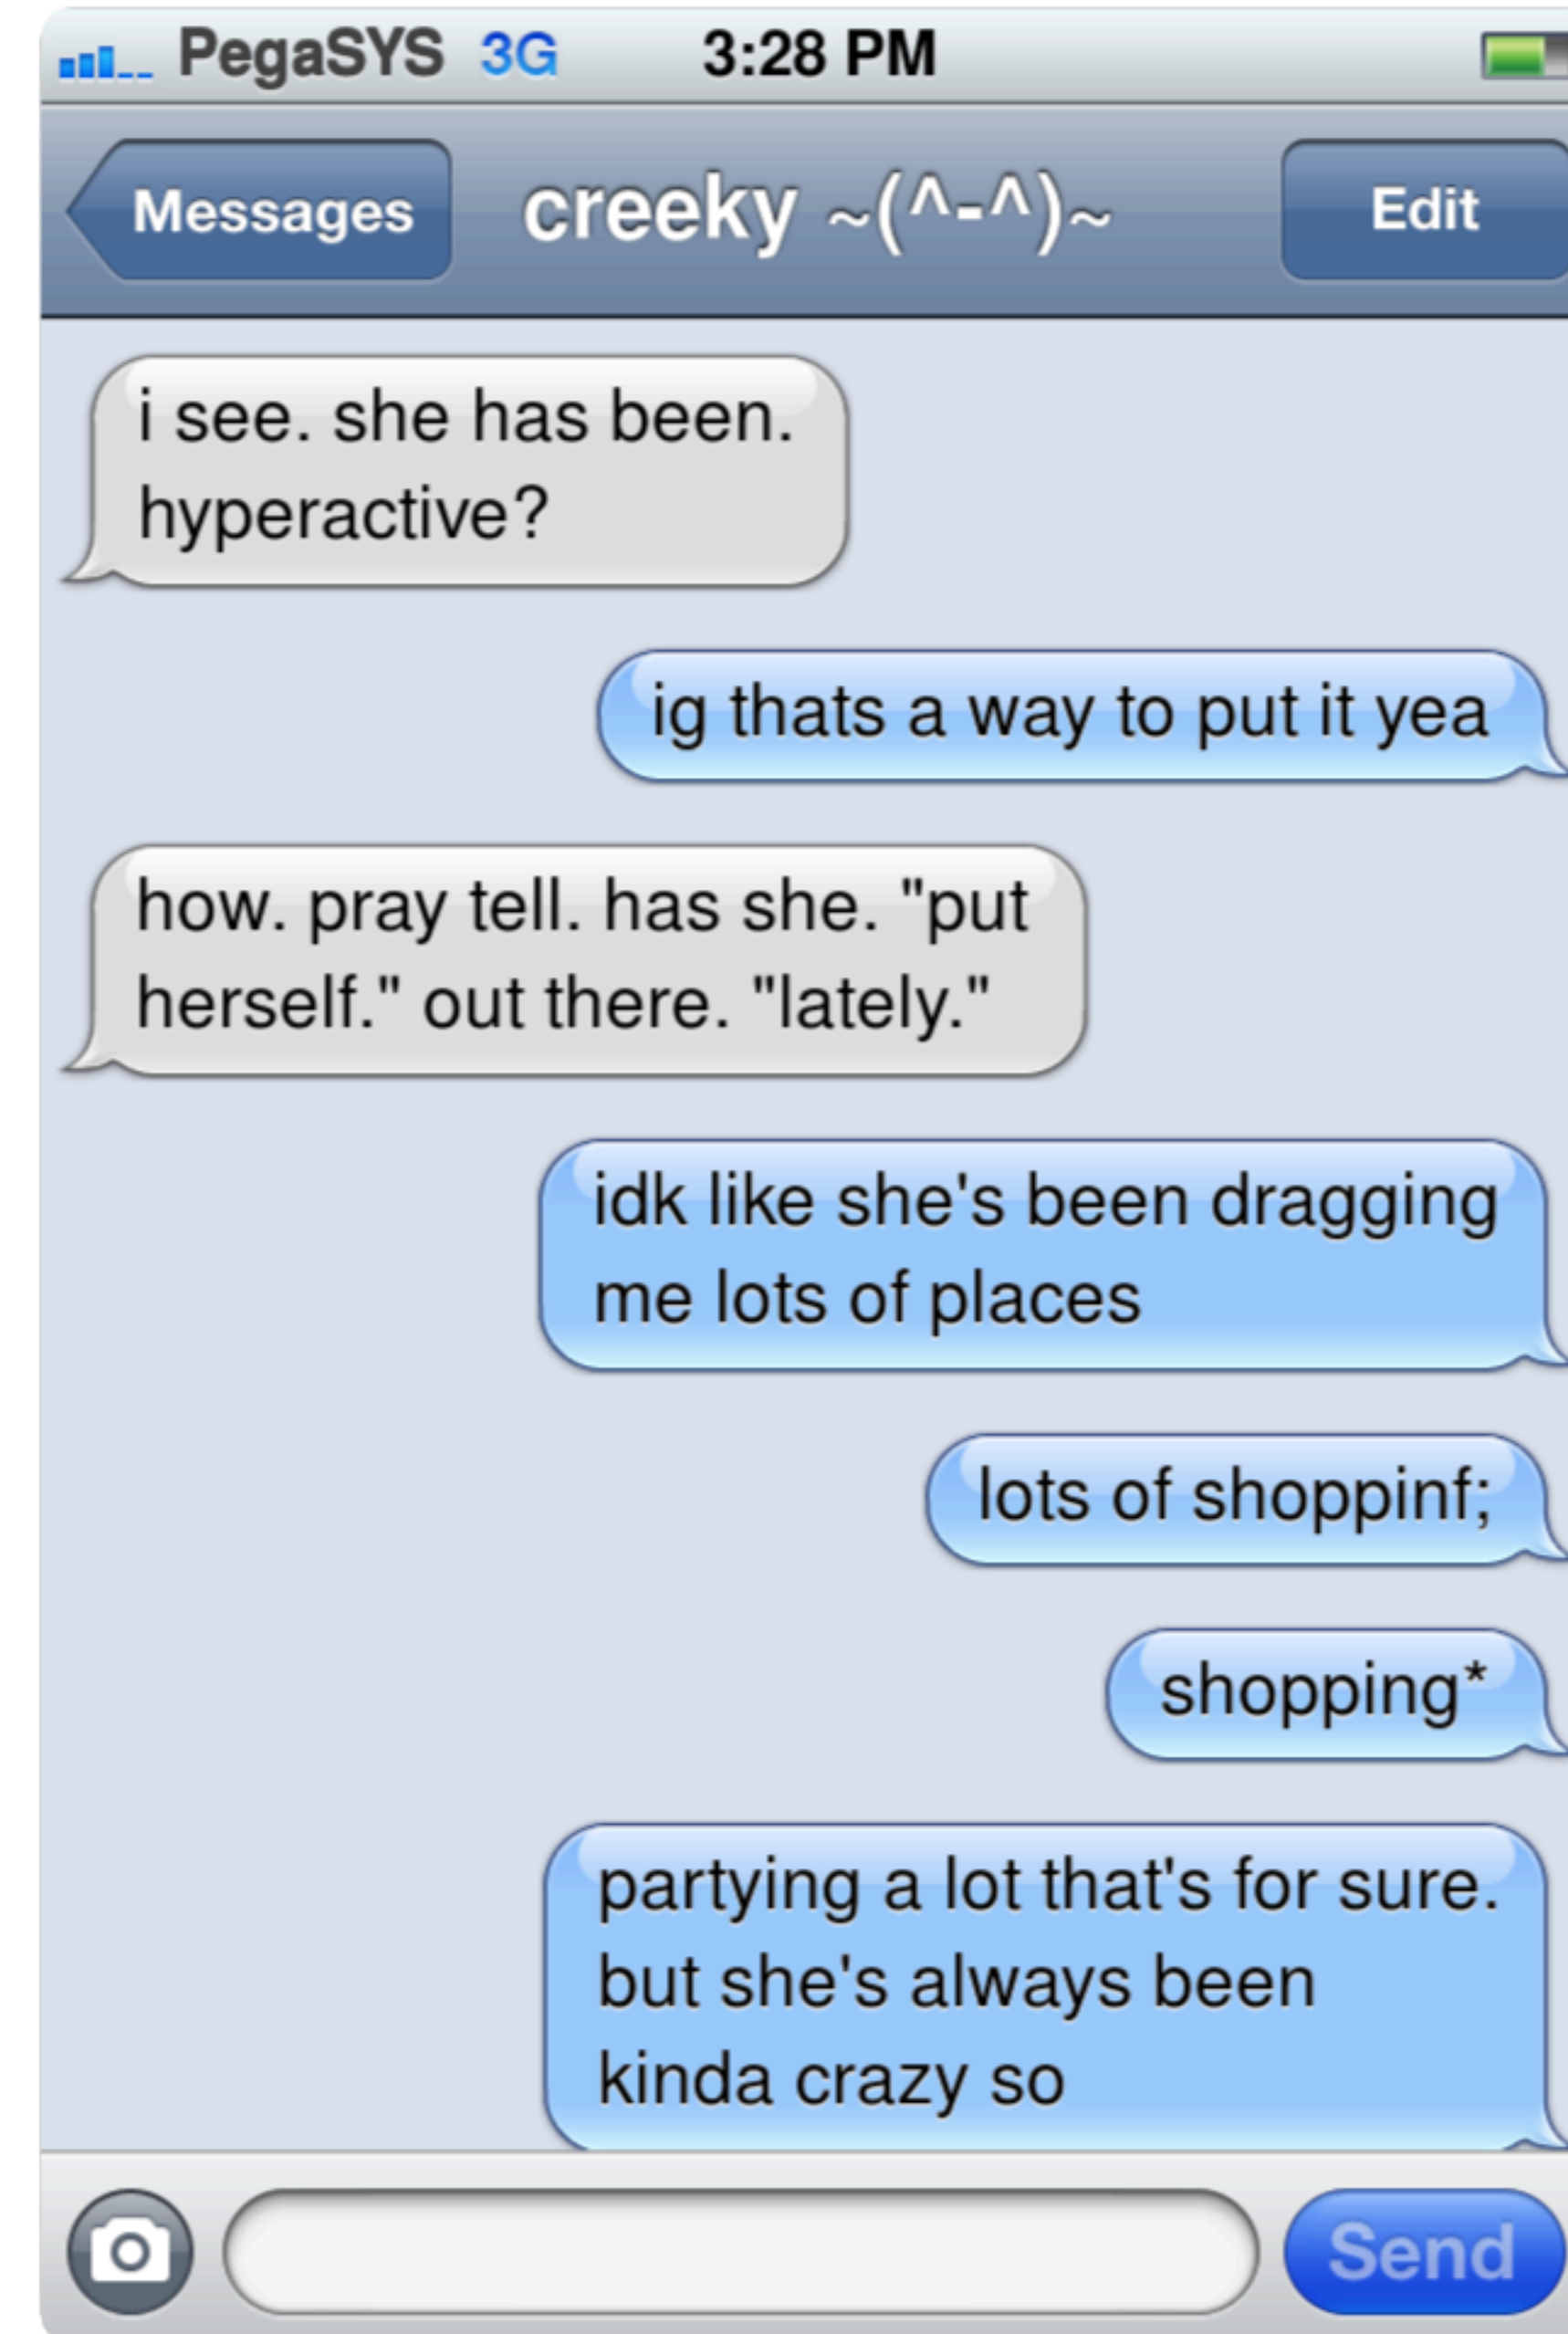 PegaSYS 3G 3:28 PM
Messages creeky ~(^-^)~ Edit
i see. she has been.
hyperactive?
ig thats a way to put it yea
how. pray tell. has she. "put
herself." out there. "lately."
idk like she's been dragging
me lots of places
lots of shoppinf;
shopping*
partying a lot that's for sure.
but she's always been
kinda crazy so
Send